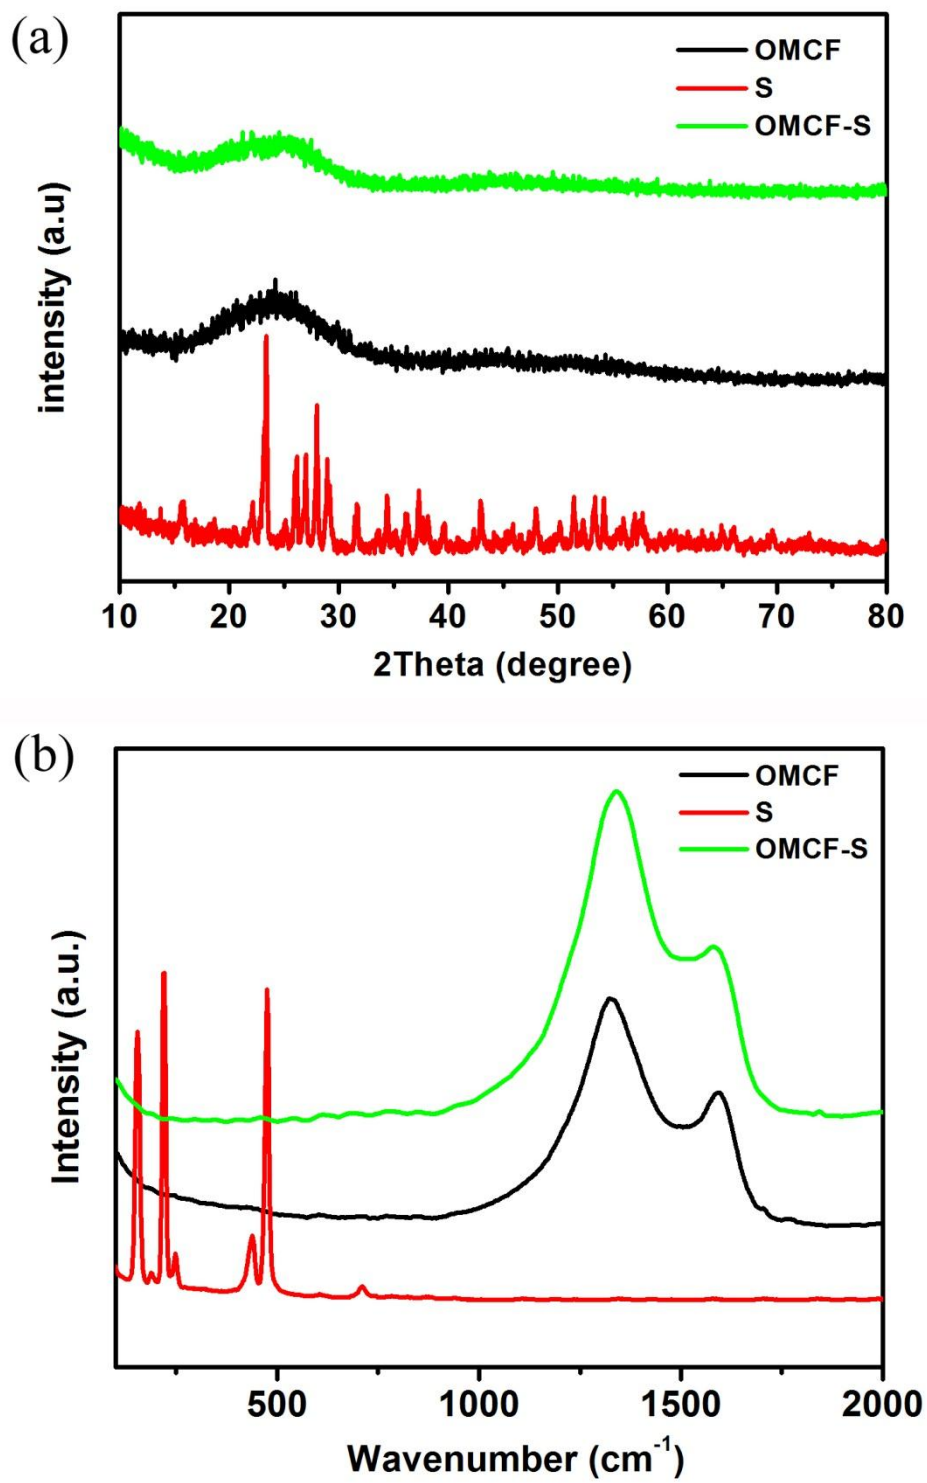 (a)
OMCF
S
OMCF-S
intensity (a.u)
10 20 30 40 50 60 70 80
2Theta (degree)
(b)
OMCF
S
OMCF-S
Intensity (a.u.)
500 1000 1500 2000
Wavenumber (cm⁻¹)